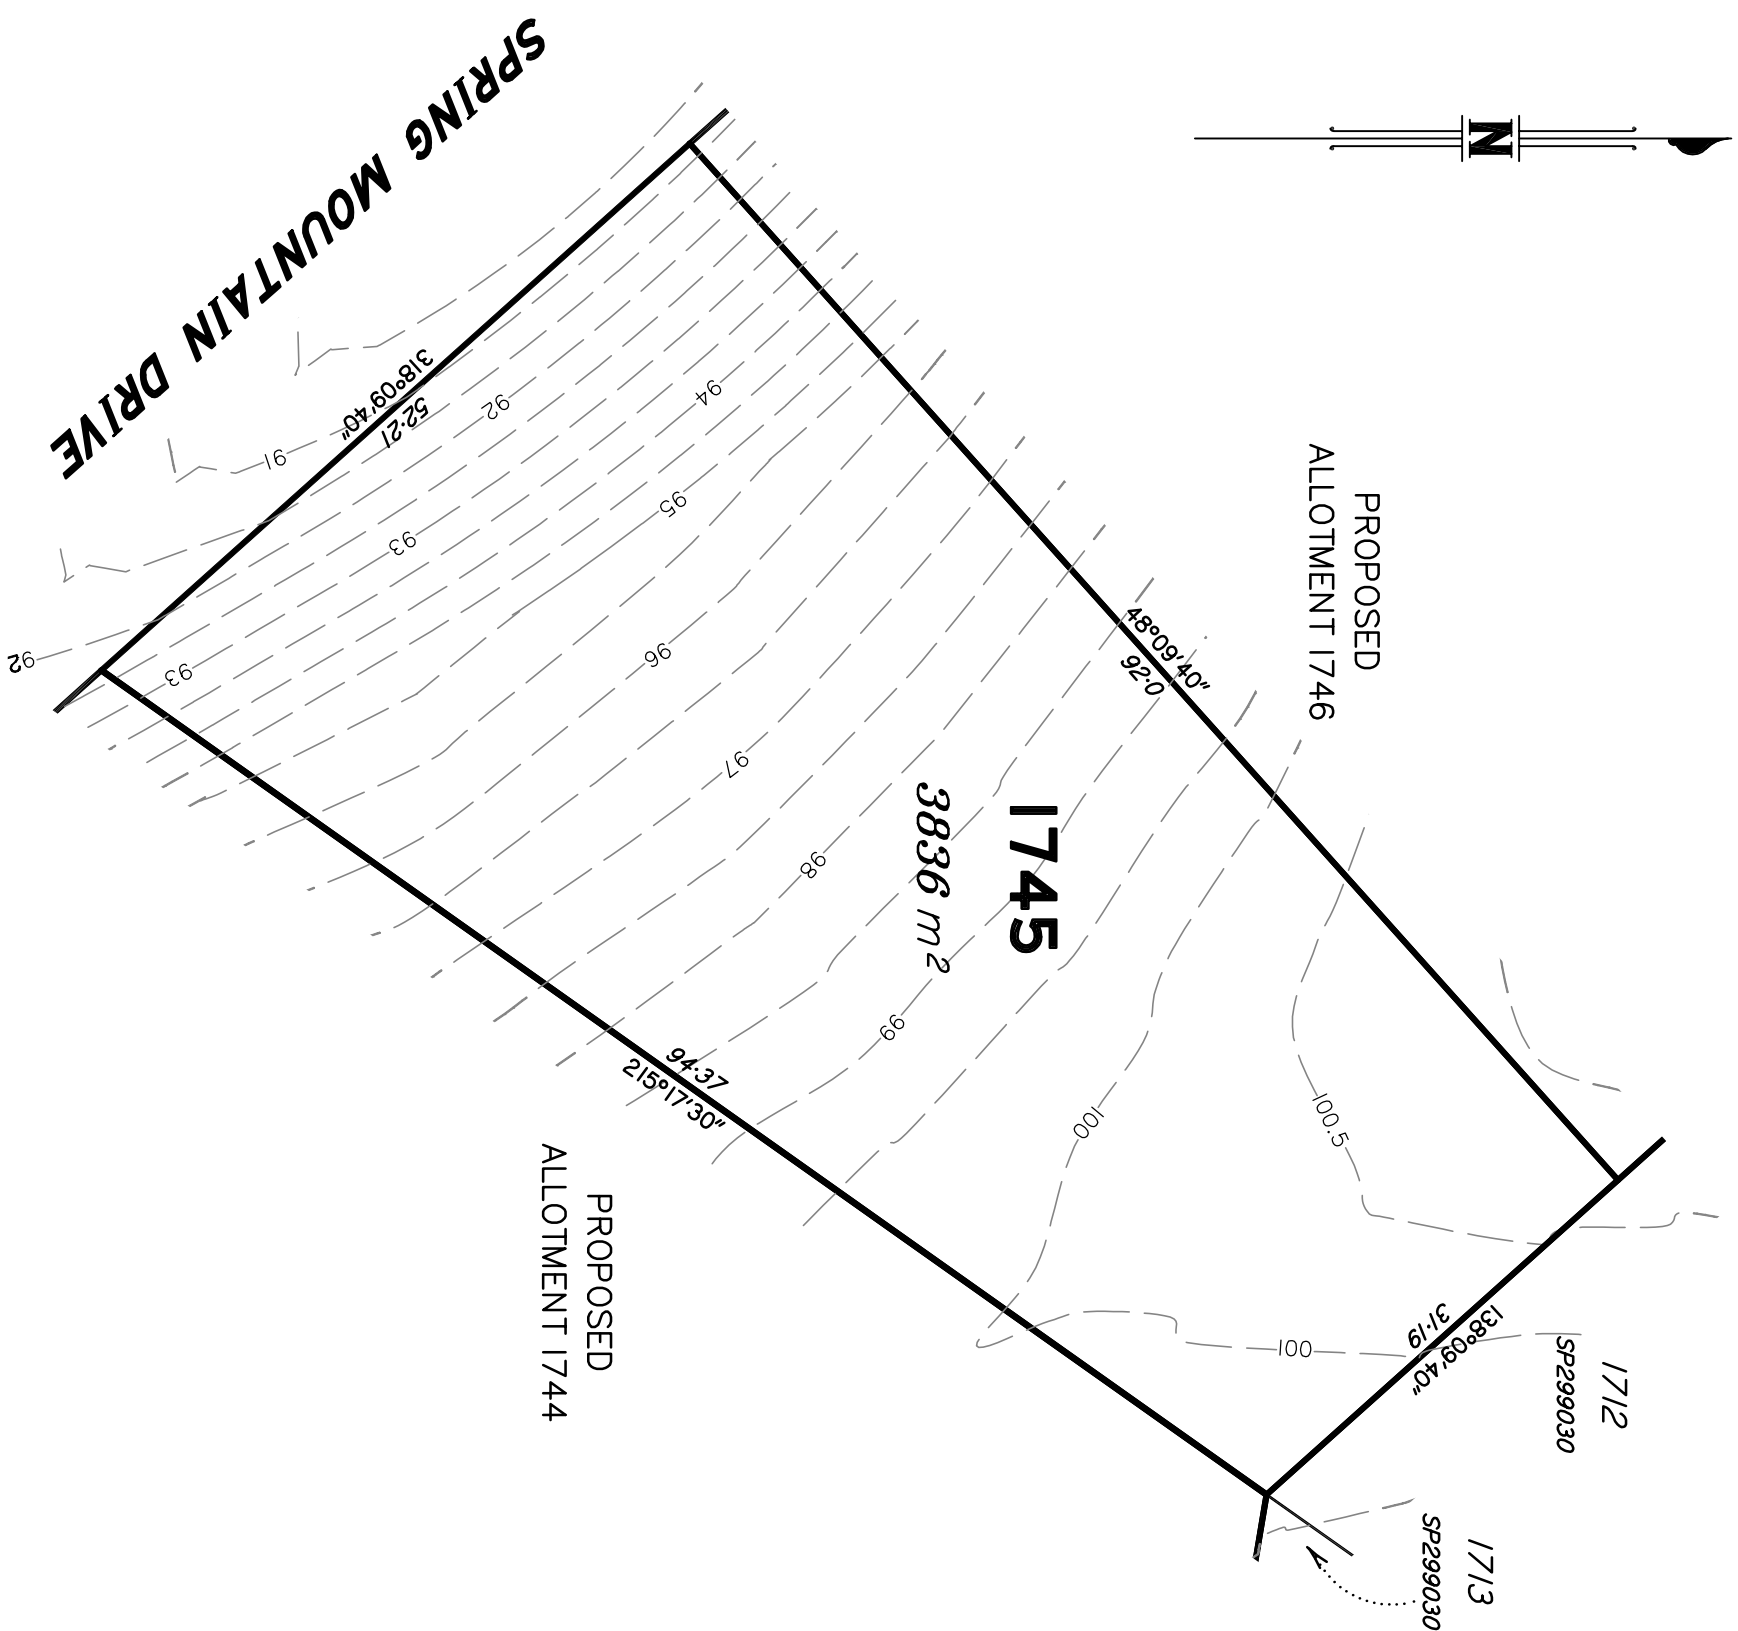 SPRING MOUNTAIN DRIVE
N
318°09'40"
52·27
48°09'40"
92·0
PROPOSED
ALLOTMENT 1746
1745
3836 m²
94·37
215°17'30"
PROPOSED
ALLOTMENT 1744
31·19
138°09'40"
1712
SP299030
1713
SP299030
91
92
92
93
93
94
95
96
97
98
99
100
100
100.5